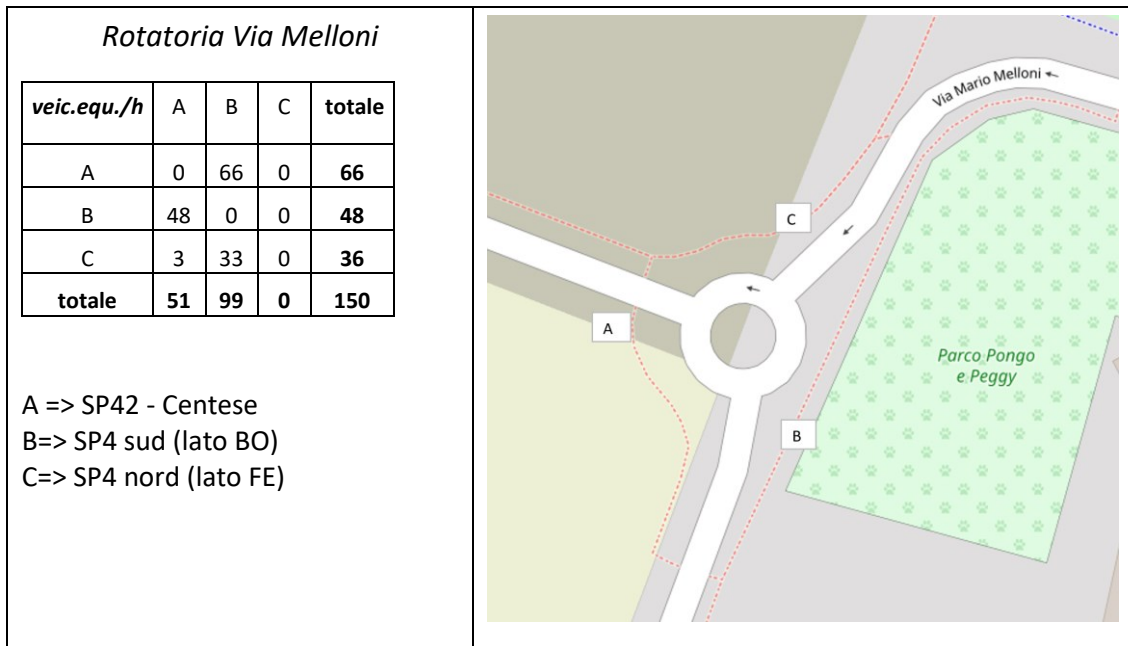 Rotatoria Via Melloni
veic.equ./h A B C totale
A 0 66 0 66
B 48 0 0 48
C 3 33 0 36
totale 51 99 0 150
A => SP42 - Centese
B=> SP4 sud (lato BO)
C=> SP4 nord (lato FE)
Via Mario Melloni
C
A
Parco Pongo
e Peggy
B